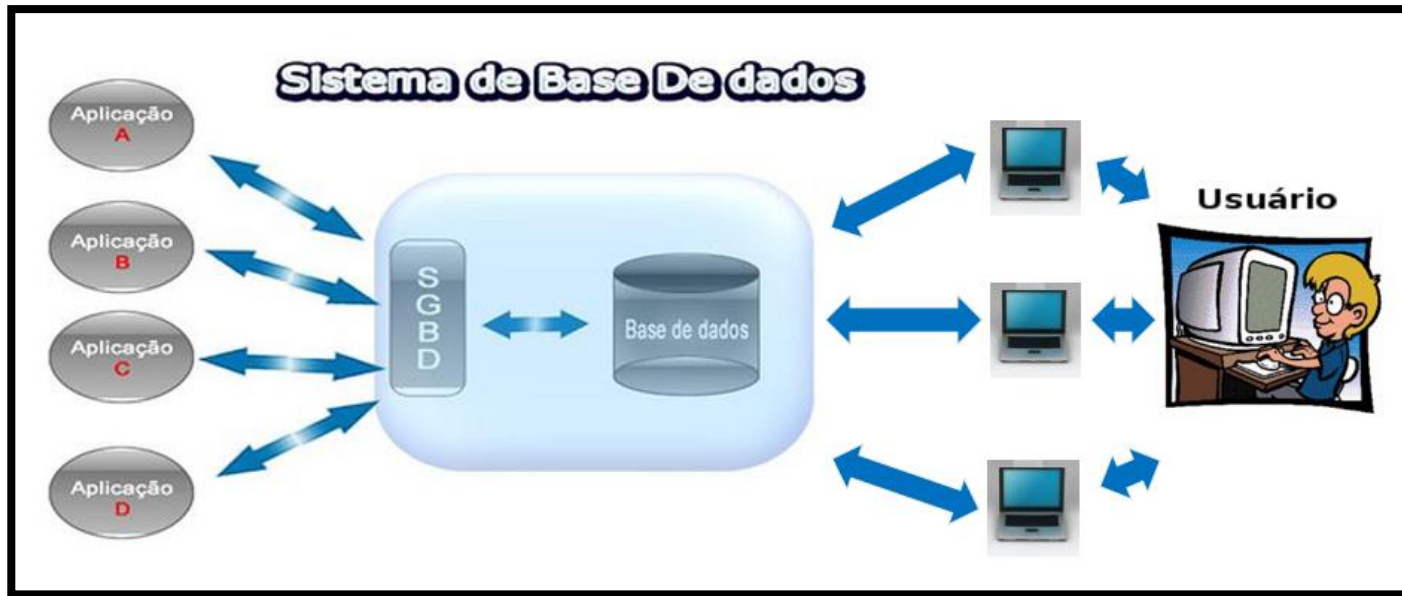 Sistema de Base De dados
Aplicação
A
Aplicação
B
Aplicação
C
Aplicação
D
S
G
B
D
Base de dados
Usuário